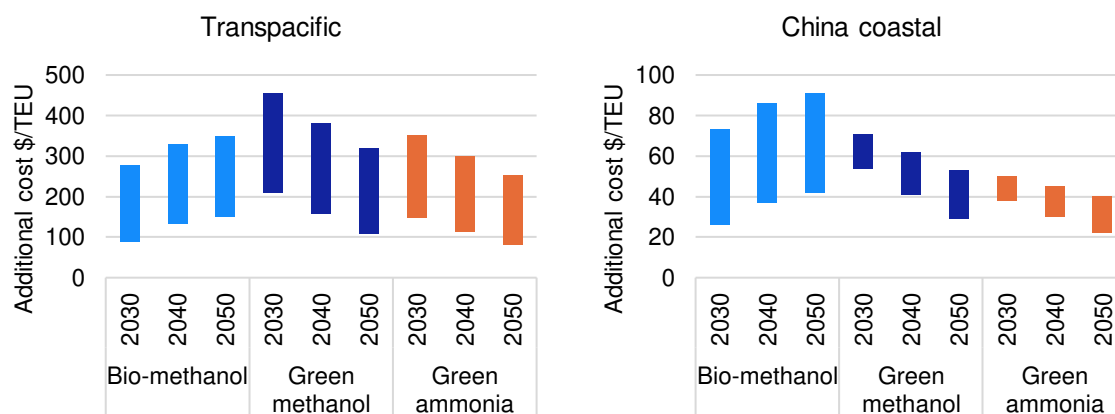 Transpacific
Additional cost $/TEU
500
400
300
200
100
0
2030
2040
2050
2030
2040
2050
2030
2040
2050
Bio-methanol
Green
methanol
Green
ammonia
China coastal
Additional cost $/TEU
100
80
60
40
20
0
2030
2040
2050
2030
2040
2050
2030
2040
2050
Bio-methanol
Green
methanol
Green
ammonia